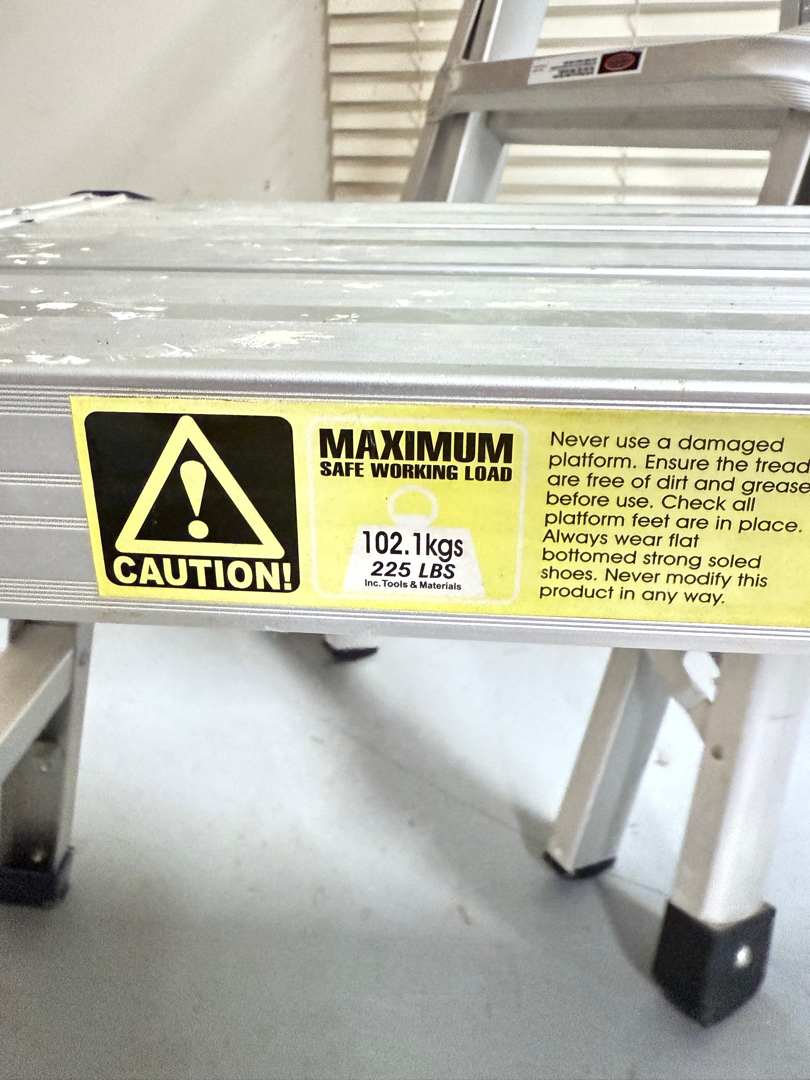 CAUTION!
MAXIMUM
SAFE WORKING LOAD
102.1kgs
225 LBS
Inc. Tools & Materials
Never use a damaged
platform. Ensure the tread
are free of dirt and grease
before use. Check all
platform feet are in place.
Always wear flat
bottomed strong soled
shoes. Never modify this
product in any way.